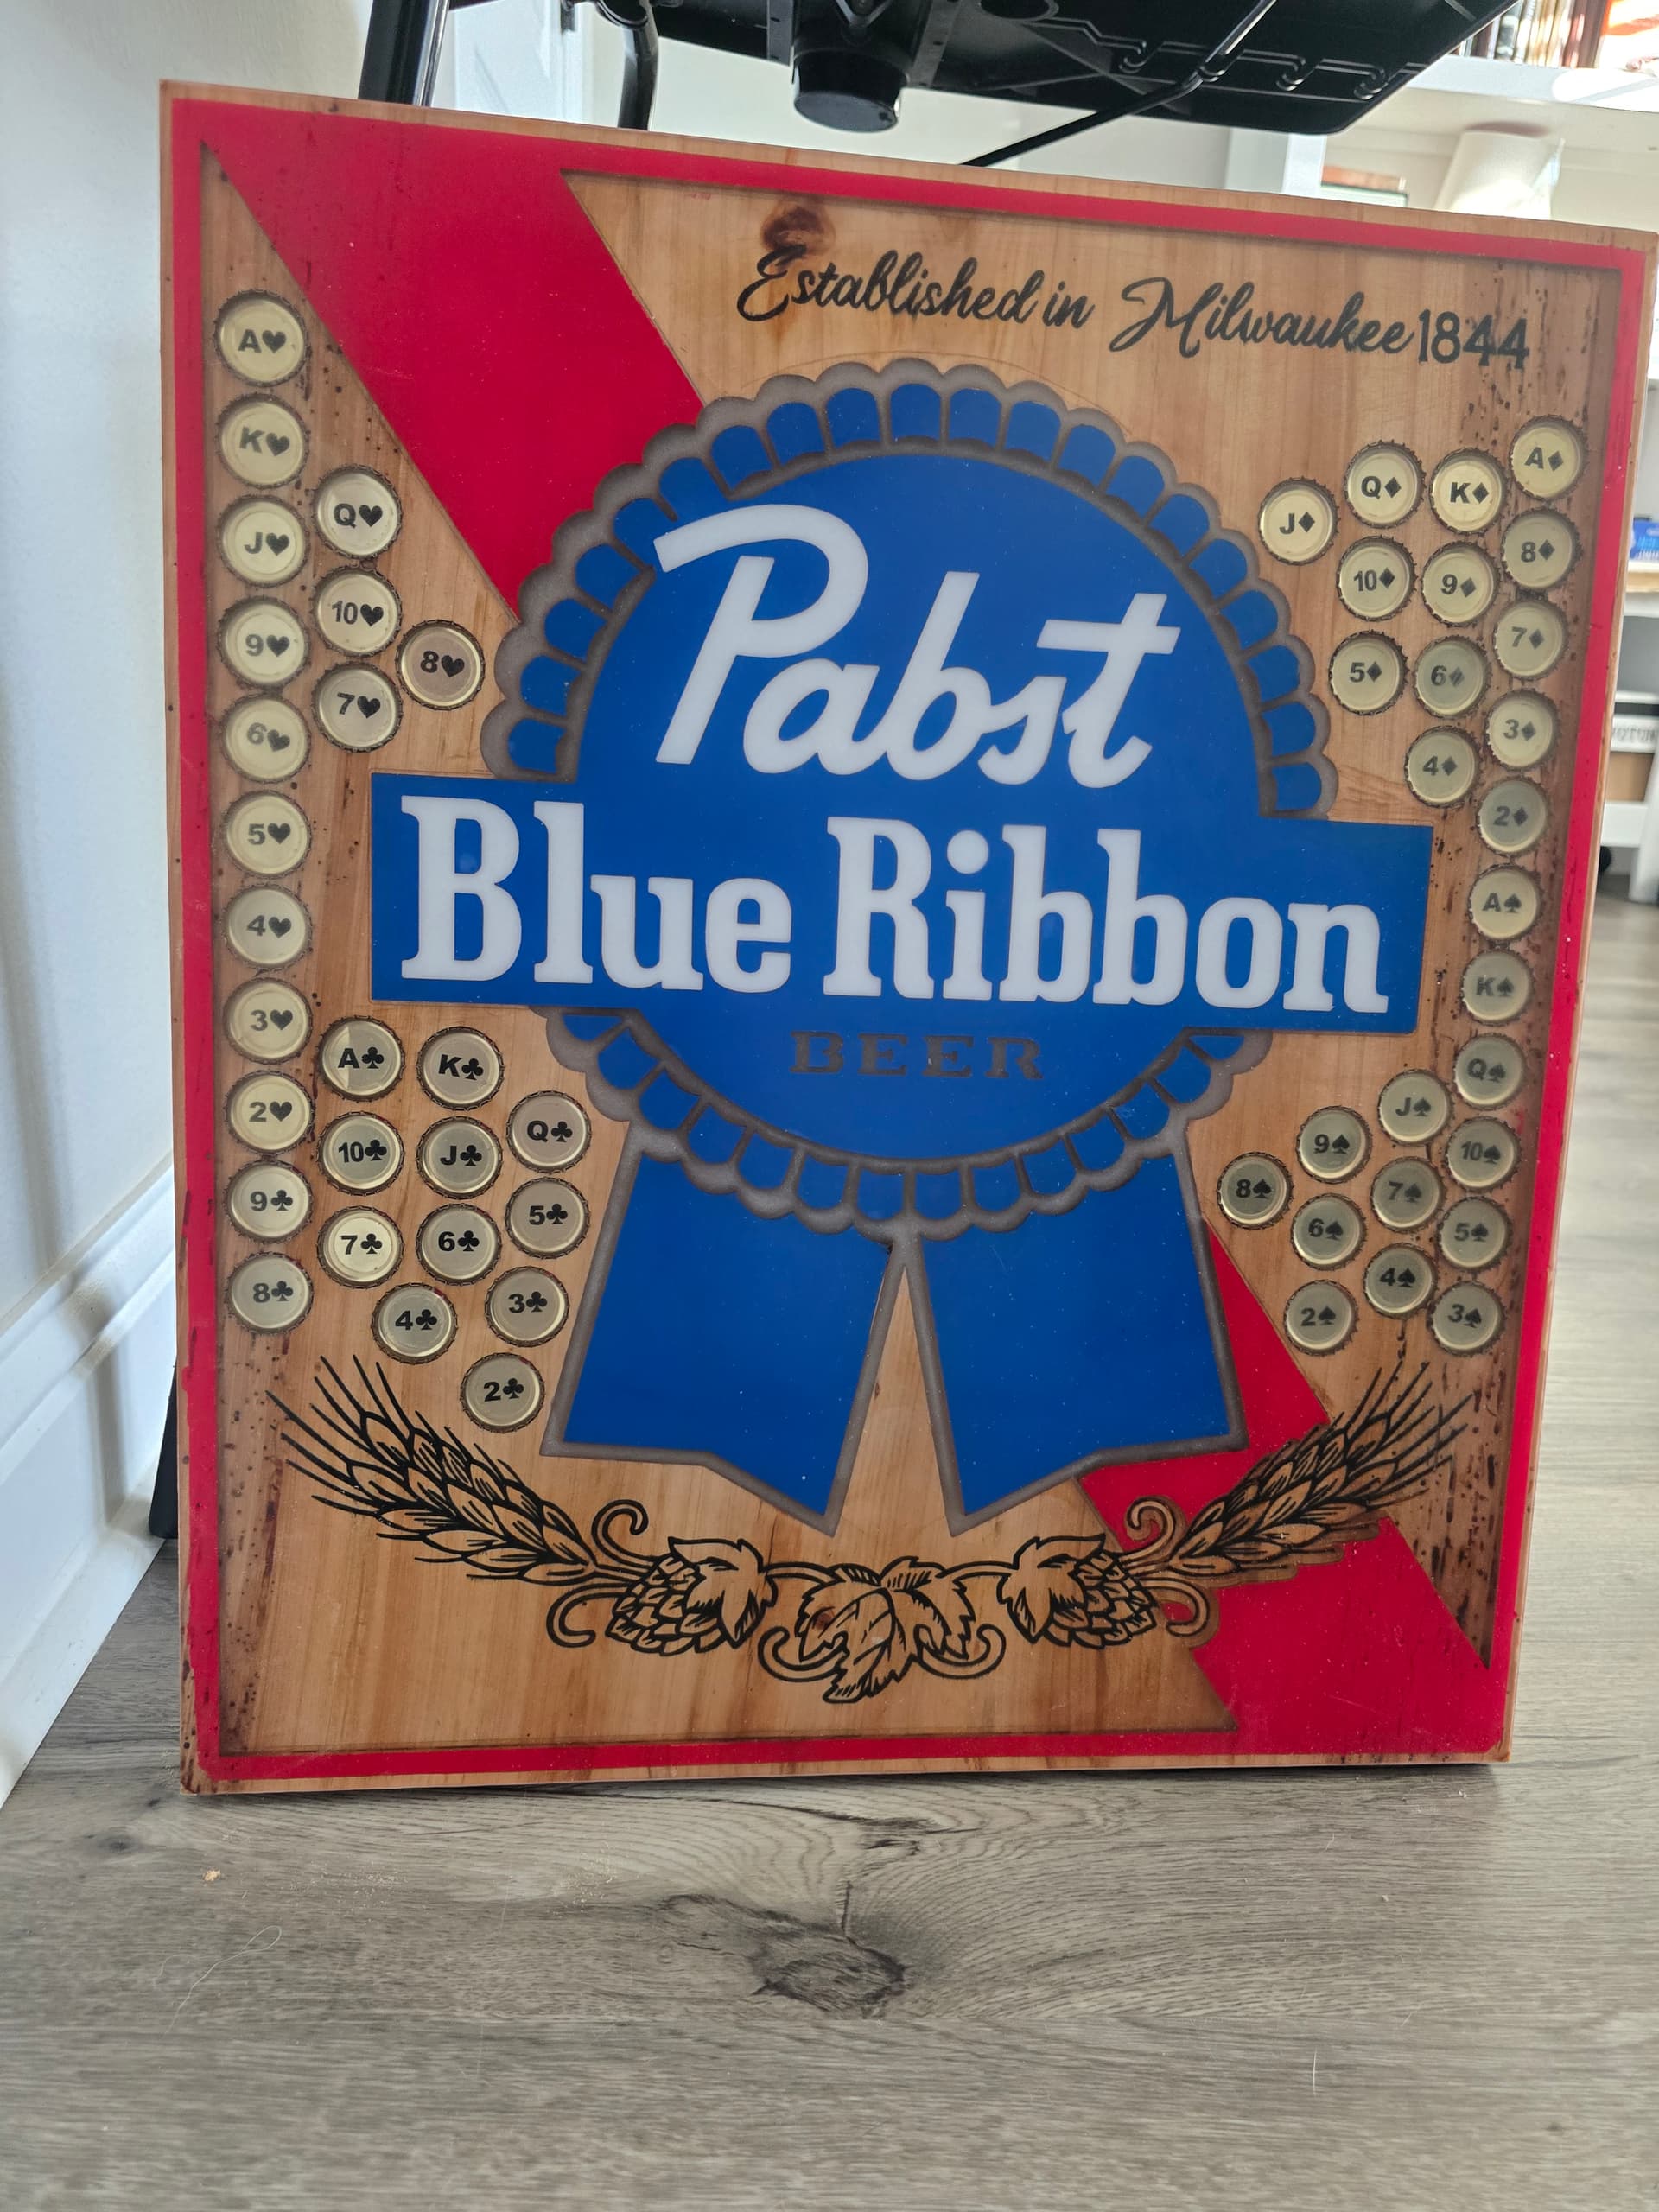 Established in Milwaukee 1844
Pabst
Blue Ribbon
BEER
A♥
K♥
Q♥
J♥
10♥
9♥
8♥
7♥
6♥
5♥
4♥
3♥
2♥
A♣ K♣
Q♣
10♣ J♣
9♣
5♣
7♣ 6♣
8♣
4♣ 3♣
2♣
J♦ Q♦ K♦ A♦
10♦ 9♦ 8♦
5♦ 6♦ 7♦
4♦ 3♦
2♦
A♠
K♠
Q♠
J♠
9♠ 10♠
8♠ 7♠
6♠ 5♠
4♠
2♠ 3♠